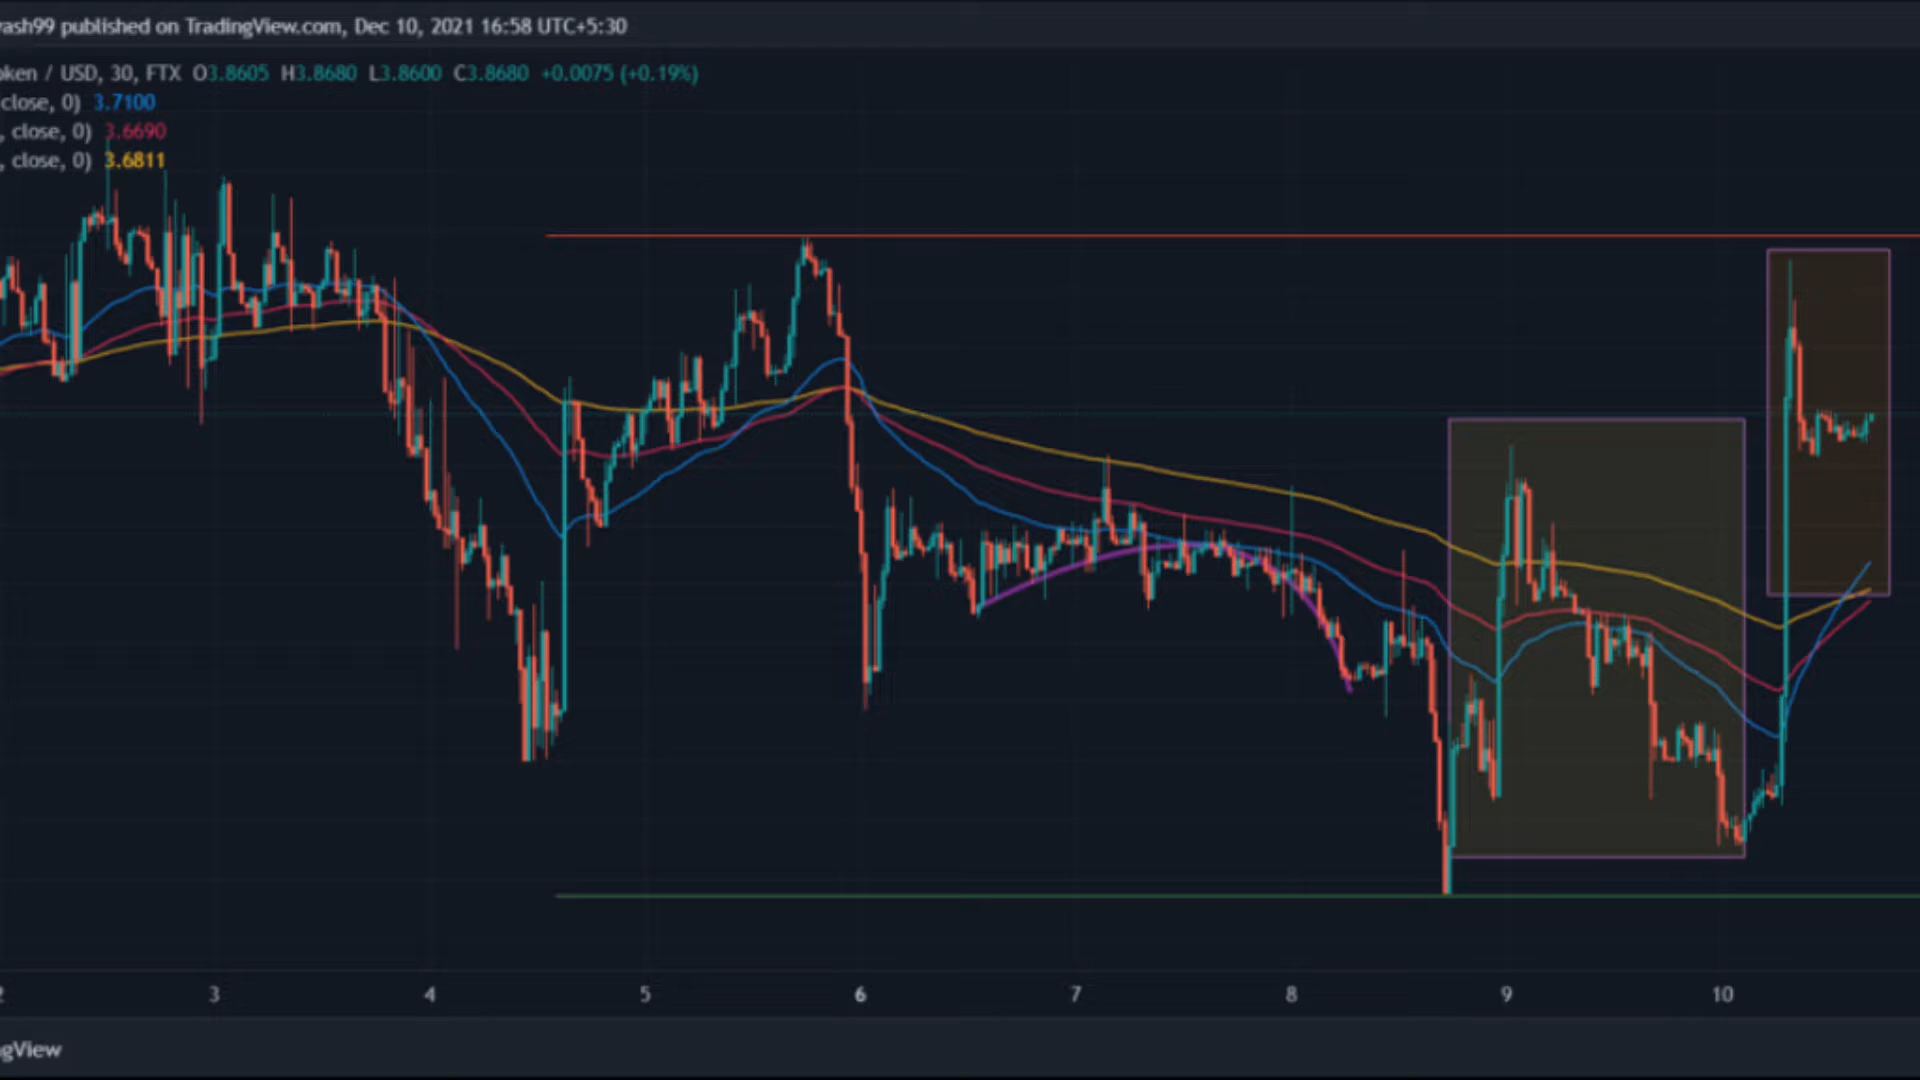 yash99 published on TradingView.com, Dec 10, 2021 16:58 UTC+5:30
oken / USD, 30, FTX O3.8605 H3.8680 L3.8600 C3.8680 +0.0075 (+0.19%)
close, 0) 3.7100
, close, 0) 3.6690
, close, 0) 3.6811
2 3 4 5 6 7 8 9 10
gView